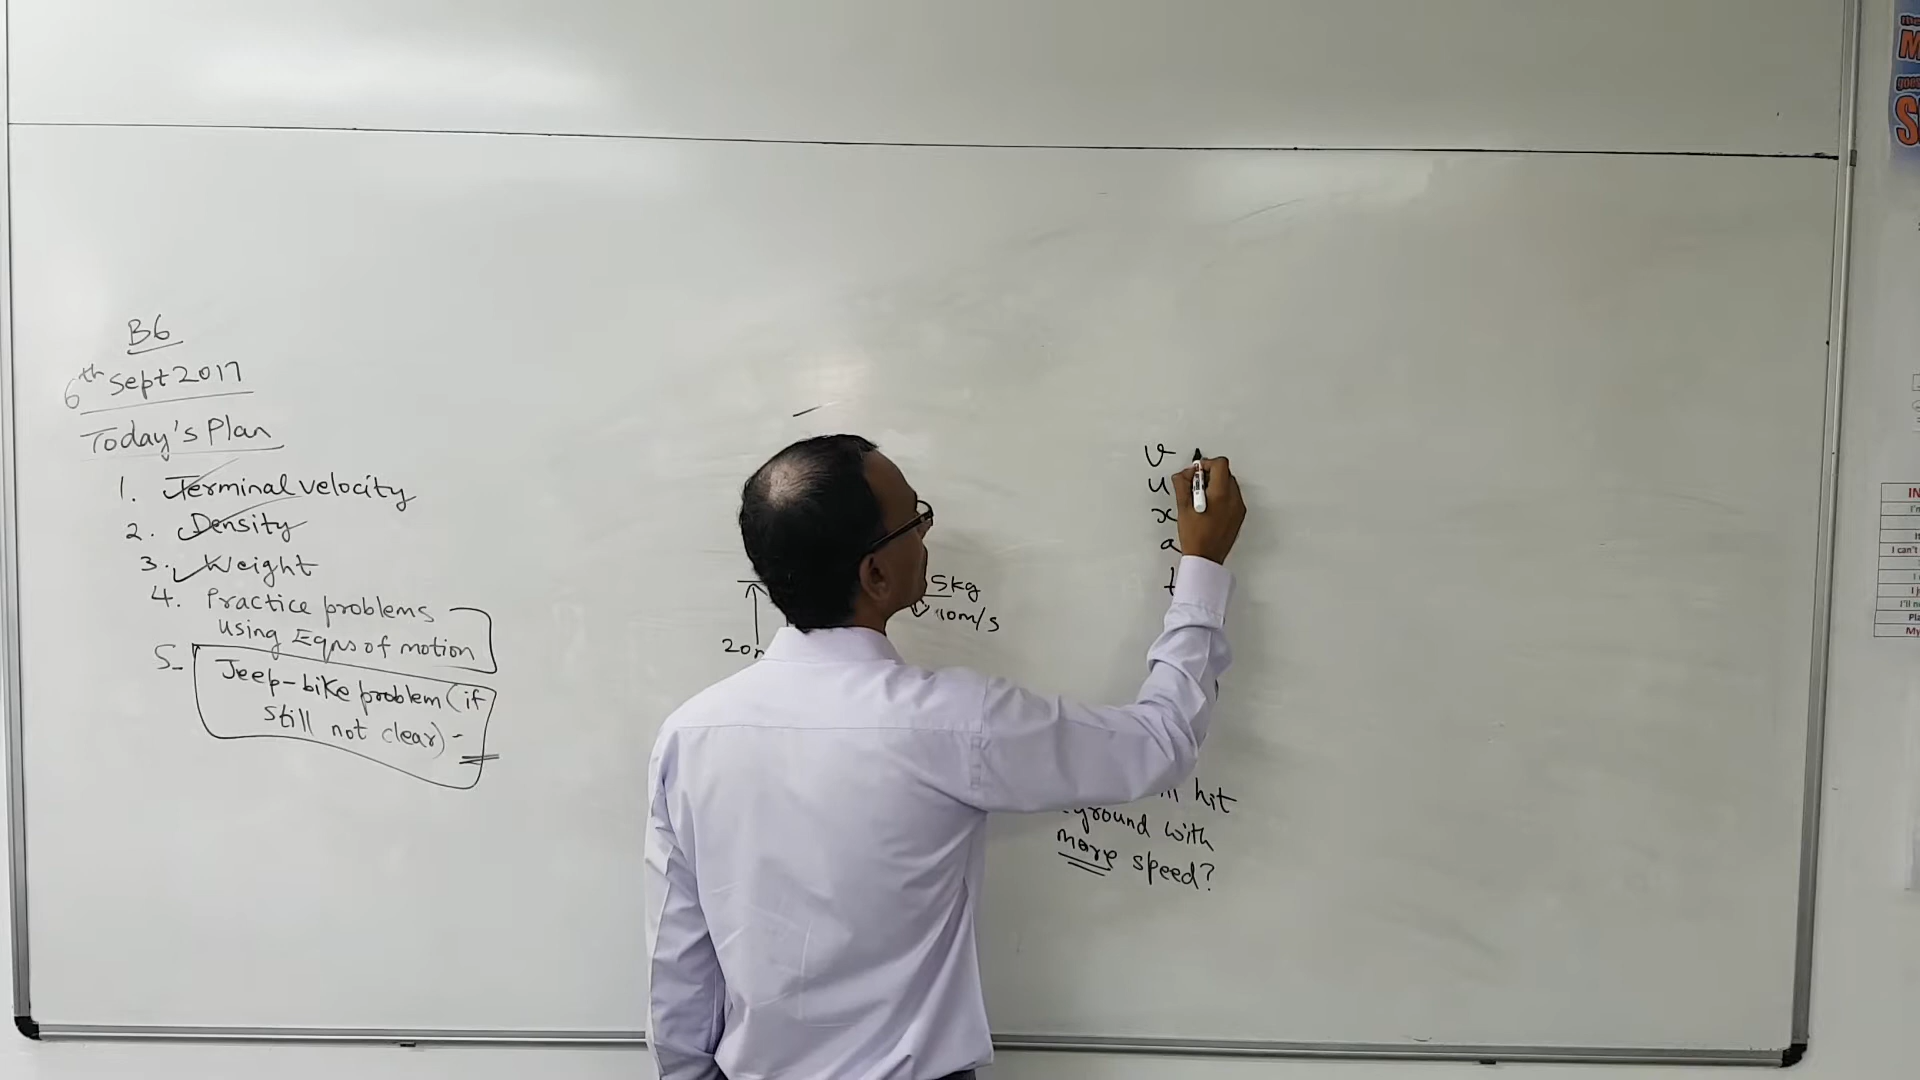 B6
6th Sept 2017
Today's Plan
1. Terminal velocity
2. Density
3. Weight
4. Practice problems
using Eqns of motion
5- Jeep-bike problem (if
still not clear) -
5kg
10m/s
20m
v
u
x
a
t
hit
ground with
more speed?